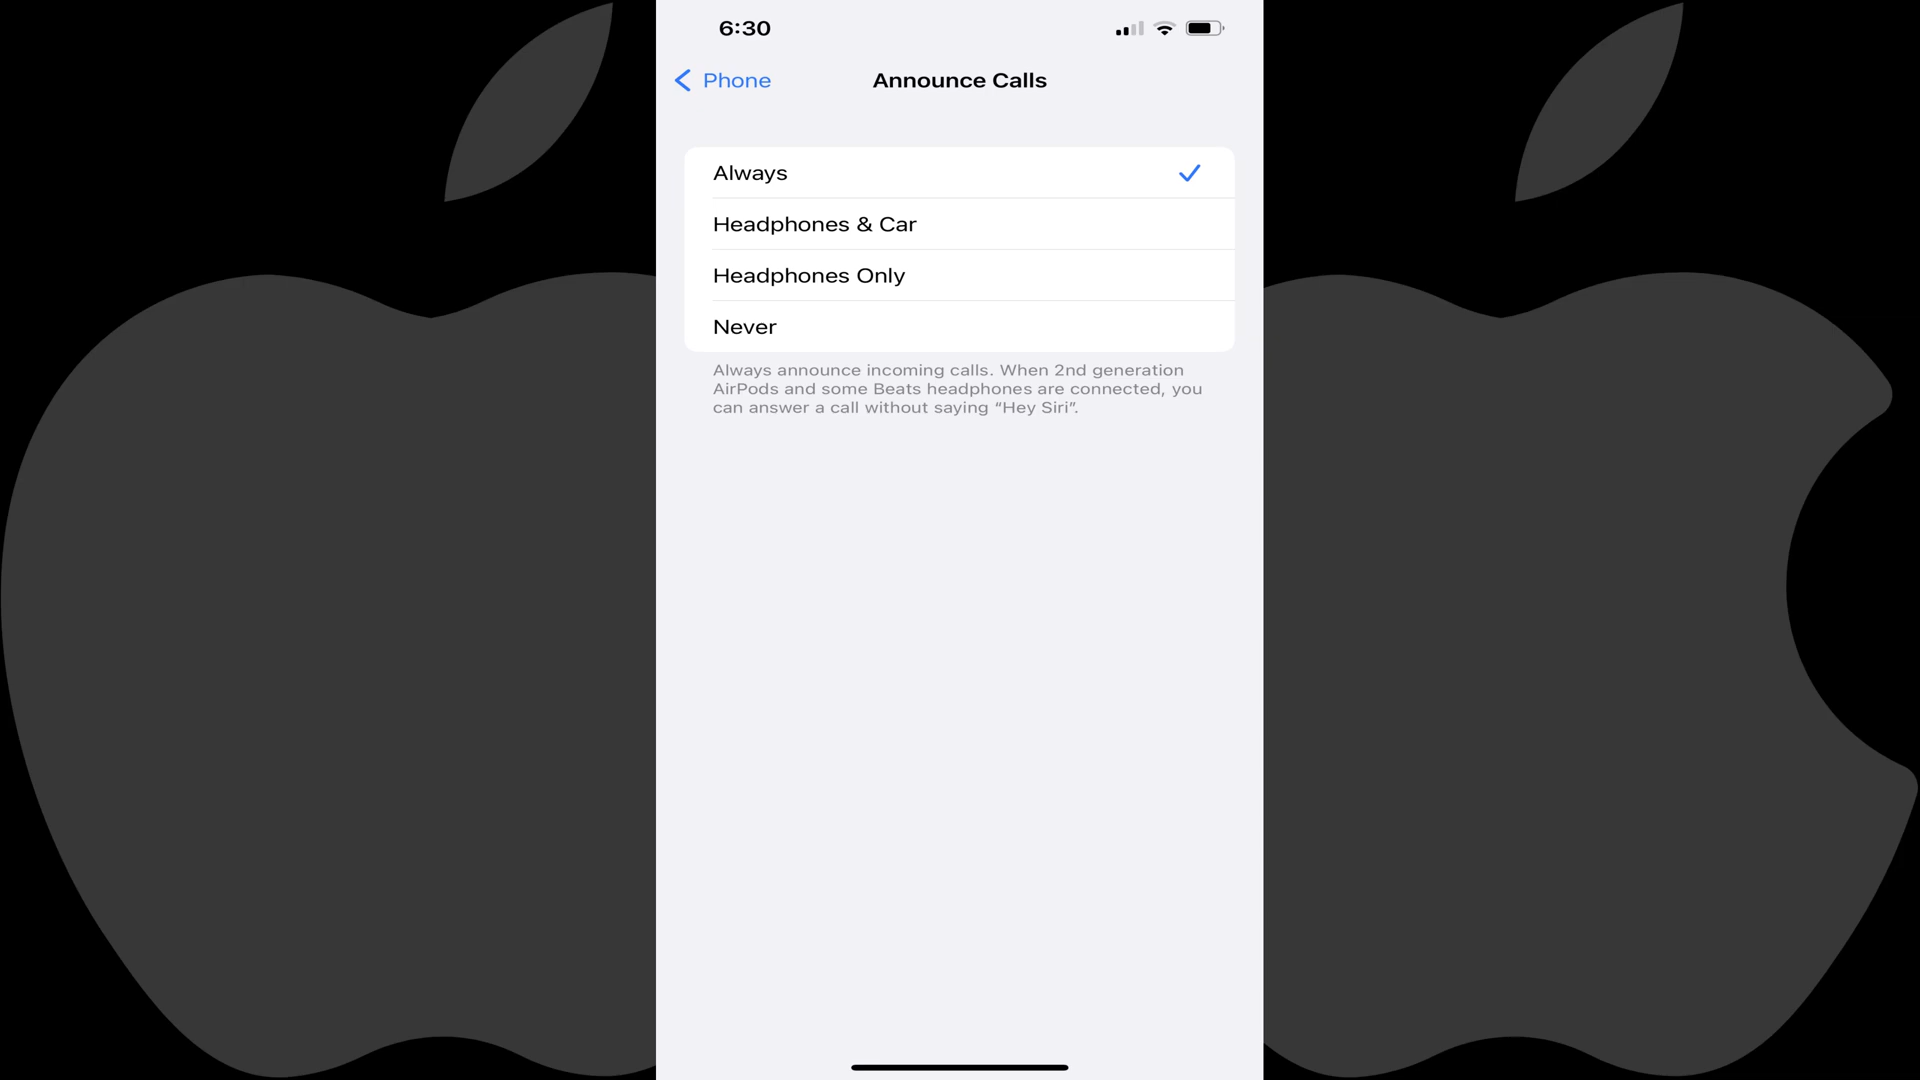 6:30
Phone
Announce Calls
Always
Headphones & Car
Headphones Only
Never
Always announce incoming calls. When 2nd generation
AirPods and some Beats headphones are connected, you
can answer a call without saying “Hey Siri”.